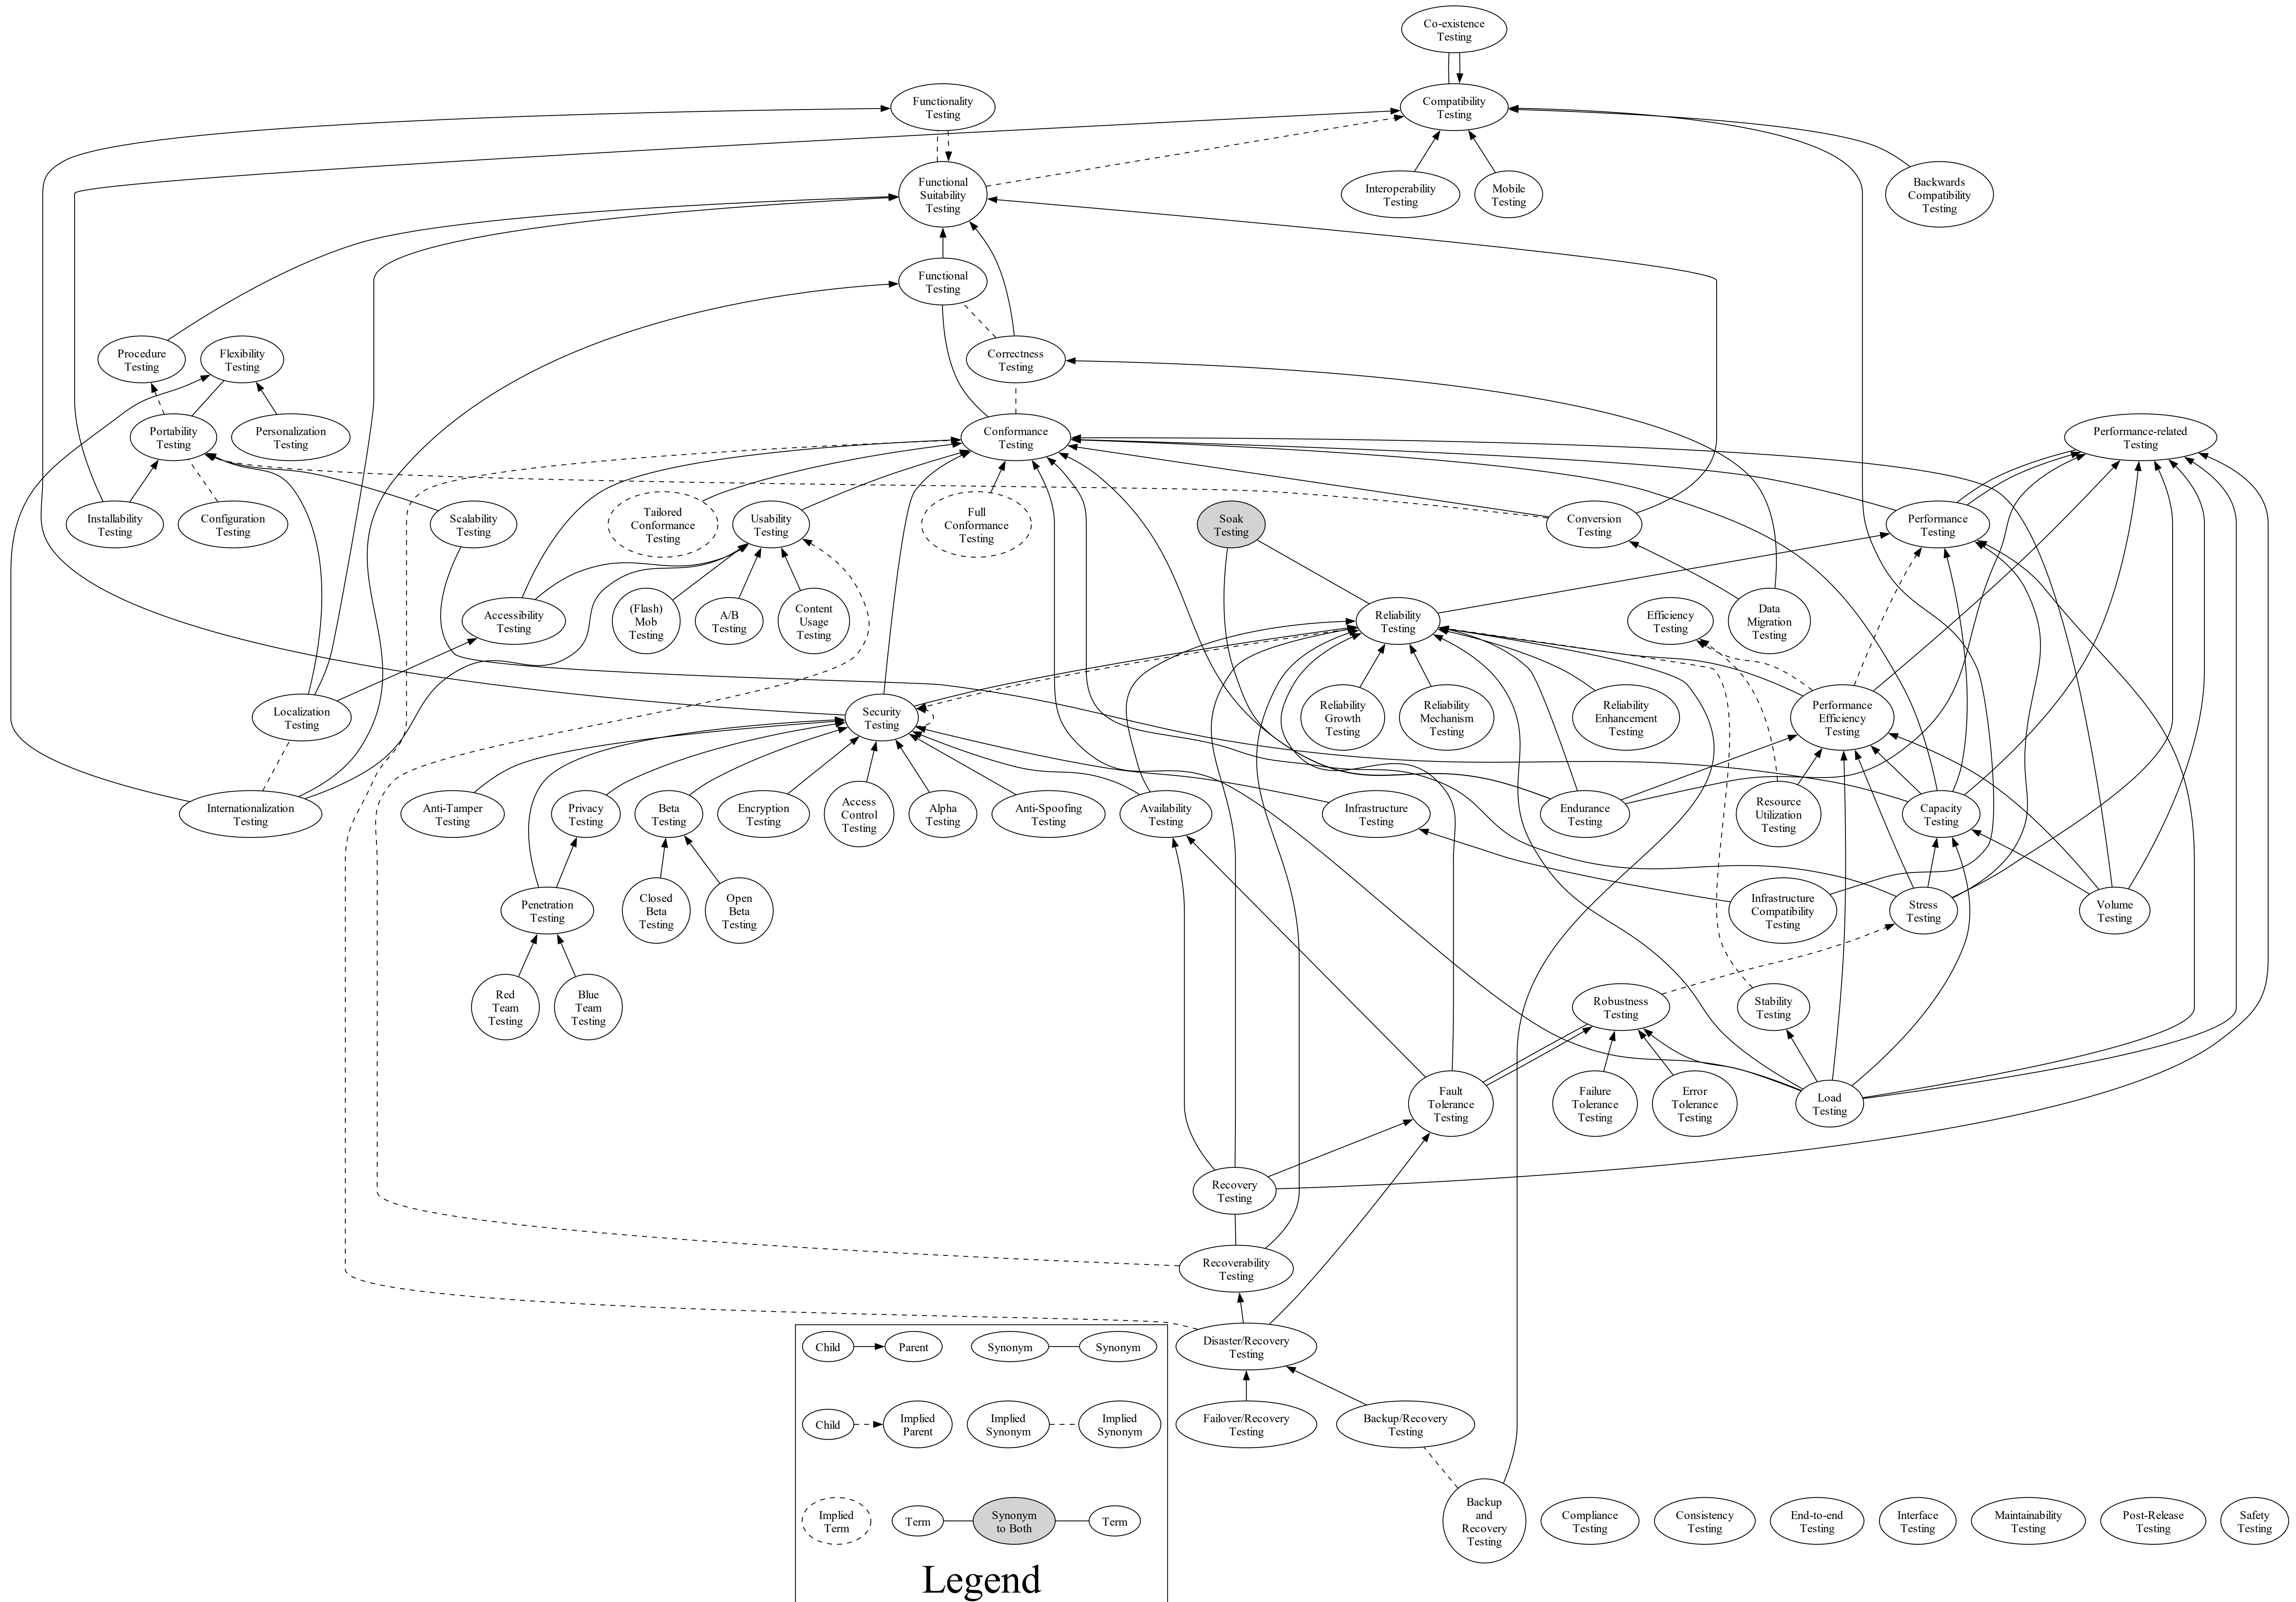 Co-existence
Testing
Functionality
Testing
Compatibility
Testing
Functional
Suitability
Testing
Interoperability
Testing
Mobile
Testing
Backwards
Compatibility
Testing
Functional
Testing
Procedure
Testing
Flexibility
Testing
Correctness
Testing
Portability
Testing
Personalization
Testing
Conformance
Testing
Performance-related
Testing
Installability
Testing
Configuration
Testing
Scalability
Testing
Tailored
Conformance
Testing
Usability
Testing
Full
Conformance
Testing
Soak
Testing
Conversion
Testing
Performance
Testing
Accessibility
Testing
(Flash)
Mob
Testing
A/B
Testing
Content
Usage
Testing
Reliability
Testing
Efficiency
Testing
Data
Migration
Testing
Localization
Testing
Security
Testing
Reliability
Growth
Testing
Reliability
Mechanism
Testing
Reliability
Enhancement
Testing
Performance
Efficiency
Testing
Internationalization
Testing
Anti-Tamper
Testing
Privacy
Testing
Beta
Testing
Encryption
Testing
Access
Control
Testing
Alpha
Testing
Anti-Spoofing
Testing
Availability
Testing
Infrastructure
Testing
Endurance
Testing
Resource
Utilization
Testing
Capacity
Testing
Penetration
Testing
Closed
Beta
Testing
Open
Beta
Testing
Infrastructure
Compatibility
Testing
Stress
Testing
Volume
Testing
Red
Team
Testing
Blue
Team
Testing
Robustness
Testing
Stability
Testing
Fault
Tolerance
Testing
Failure
Tolerance
Testing
Error
Tolerance
Testing
Load
Testing
Recovery
Testing
Recoverability
Testing
Disaster/Recovery
Testing
Failover/Recovery
Testing
Backup/Recovery
Testing
Backup
and
Recovery
Testing
Compliance
Testing
Consistency
Testing
End-to-end
Testing
Interface
Testing
Maintainability
Testing
Post-Release
Testing
Safety
Testing
Child
Parent
Synonym
Synonym
Child
Implied
Parent
Implied
Synonym
Implied
Synonym
Implied
Term
Term
Synonym
to Both
Term
Legend